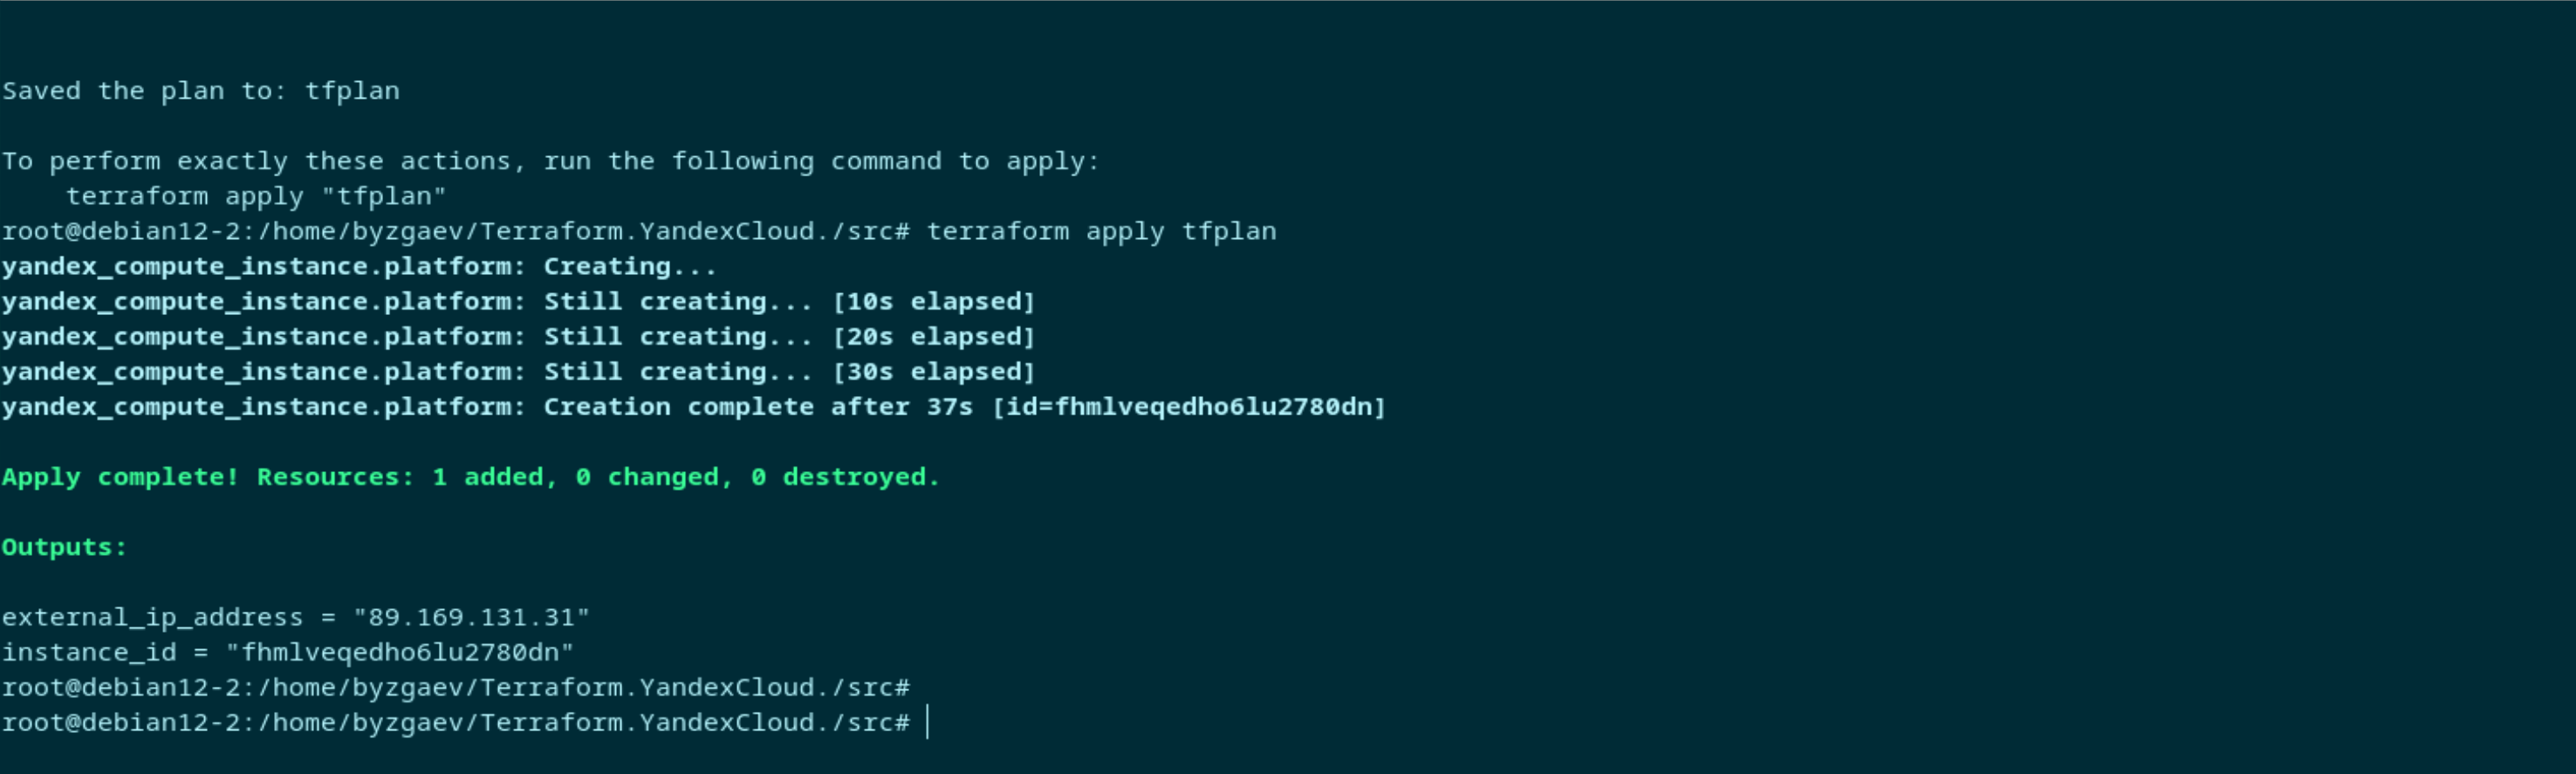 Saved the plan to: tfplan
To perform exactly these actions, run the following command to apply:
    terraform apply "tfplan"
root@debian12-2:/home/byzgaev/Terraform.YandexCloud./src# terraform apply tfplan
yandex_compute_instance.platform: Creating...
yandex_compute_instance.platform: Still creating... [10s elapsed]
yandex_compute_instance.platform: Still creating... [20s elapsed]
yandex_compute_instance.platform: Still creating... [30s elapsed]
yandex_compute_instance.platform: Creation complete after 37s [id=fhmlveqedho6lu2780dn]
Apply complete! Resources: 1 added, 0 changed, 0 destroyed.
Outputs:
external_ip_address = "89.169.131.31"
instance_id = "fhmlveqedho6lu2780dn"
root@debian12-2:/home/byzgaev/Terraform.YandexCloud./src#
root@debian12-2:/home/byzgaev/Terraform.YandexCloud./src#